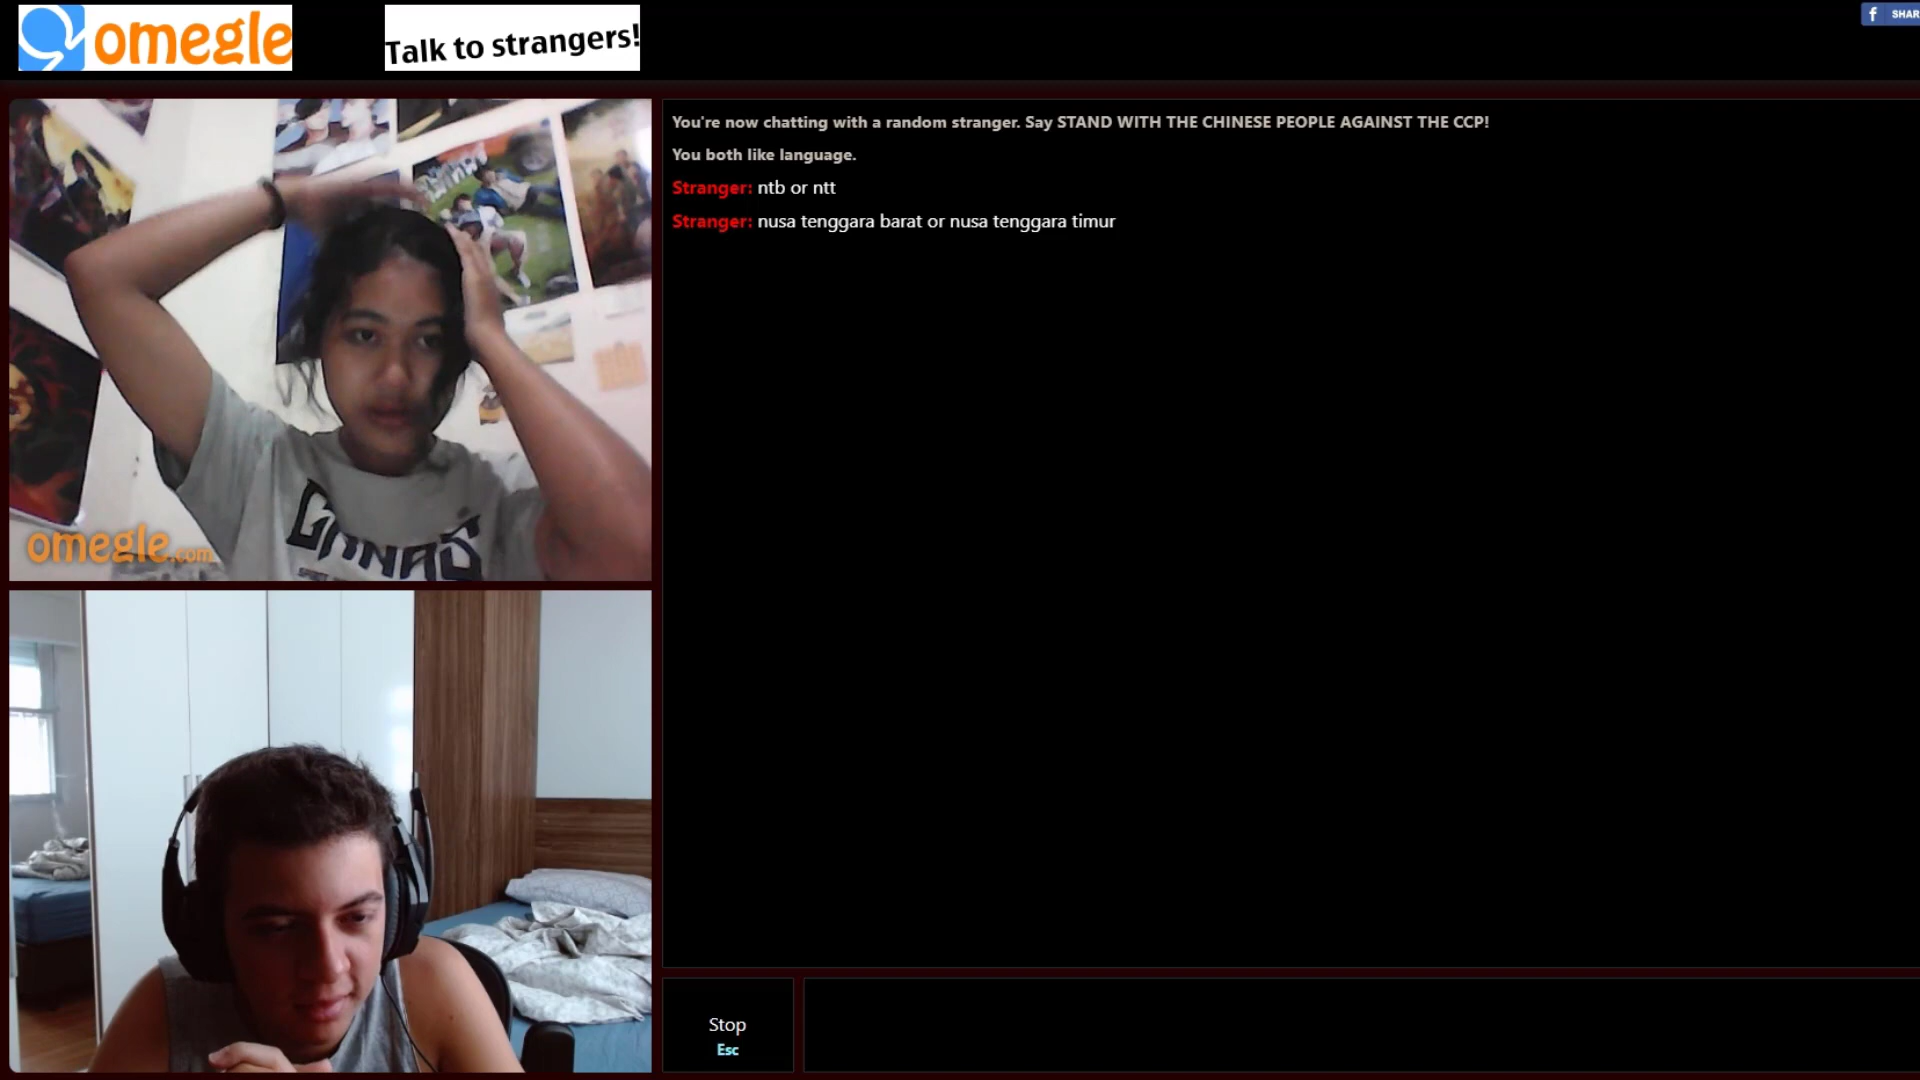 omegle
Talk to strangers!
f SHAR
You're now chatting with a random stranger. Say STAND WITH THE CHINESE PEOPLE AGAINST THE CCP!
You both like language.
Stranger: ntb or ntt
Stranger: nusa tenggara barat or nusa tenggara timur
GANAS
omegle.com
Stop
Esc